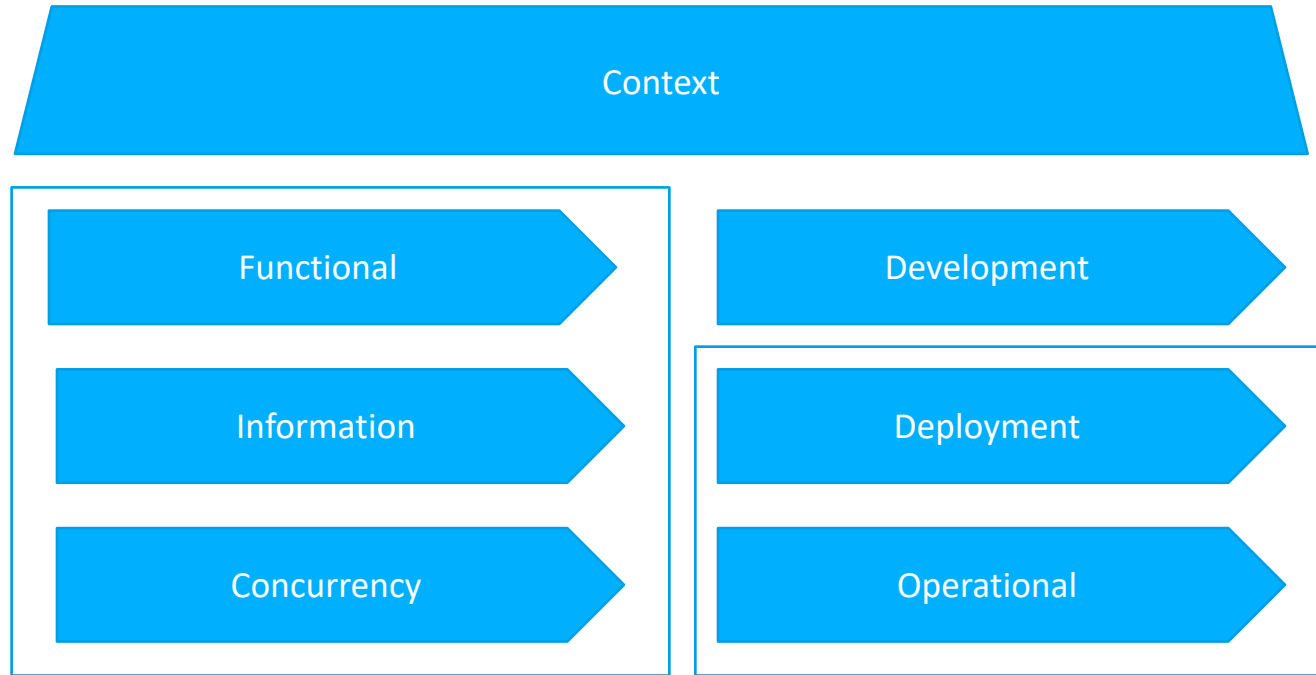 Context
Functional
Development
Information
Deployment
Concurrency
Operational